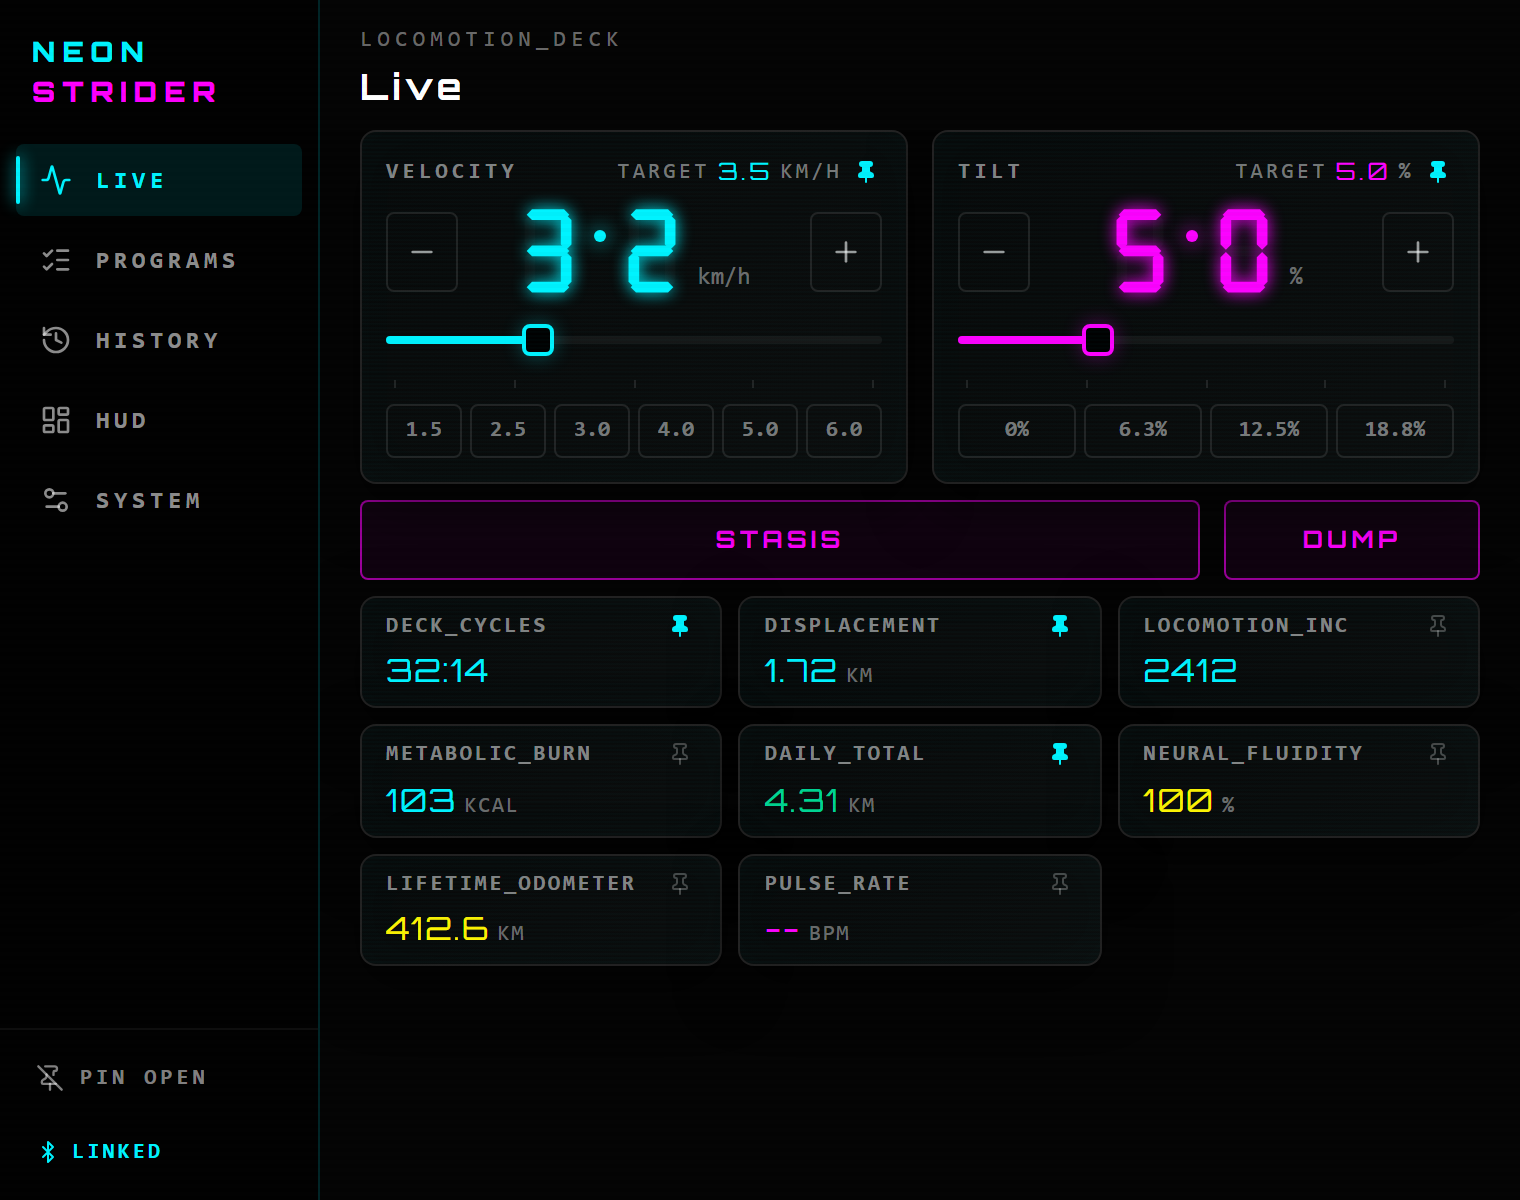 NEON
STRIDER
LIVE
PROGRAMS
HISTORY
HUD
SYSTEM
PIN OPEN
LINKED
LOCOMOTION_DECK
Live
VELOCITY TARGET 3.5 KM/H
− 3.2 km/h +
1.5 2.5 3.0 4.0 5.0 6.0
TILT TARGET 5.0 %
− 5.0 % +
0% 6.3% 12.5% 18.8%
STASIS DUMP
DECK_CYCLES
32:14
DISPLACEMENT
1.72 KM
LOCOMOTION_INC
2412
METABOLIC_BURN
103 KCAL
DAILY_TOTAL
4.31 KM
NEURAL_FLUIDITY
100 %
LIFETIME_ODOMETER
412.6 KM
PULSE_RATE
-- BPM